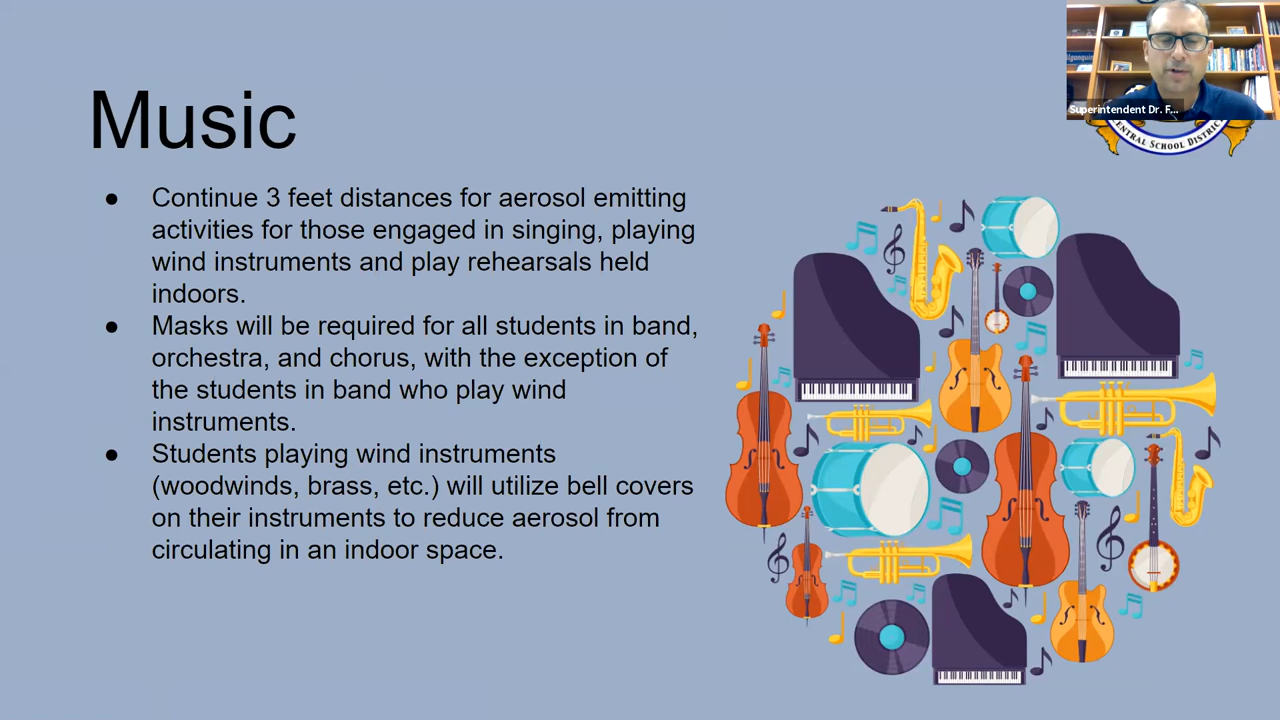 Superintendent Dr. F...
CENTRAL SCHOOL DISTRICT
Music
● Continue 3 feet distances for aerosol emitting
activities for those engaged in singing, playing
wind instruments and play rehearsals held
indoors.
● Masks will be required for all students in band,
orchestra, and chorus, with the exception of
the students in band who play wind
instruments.
● Students playing wind instruments
(woodwinds, brass, etc.) will utilize bell covers
on their instruments to reduce aerosol from
circulating in an indoor space.